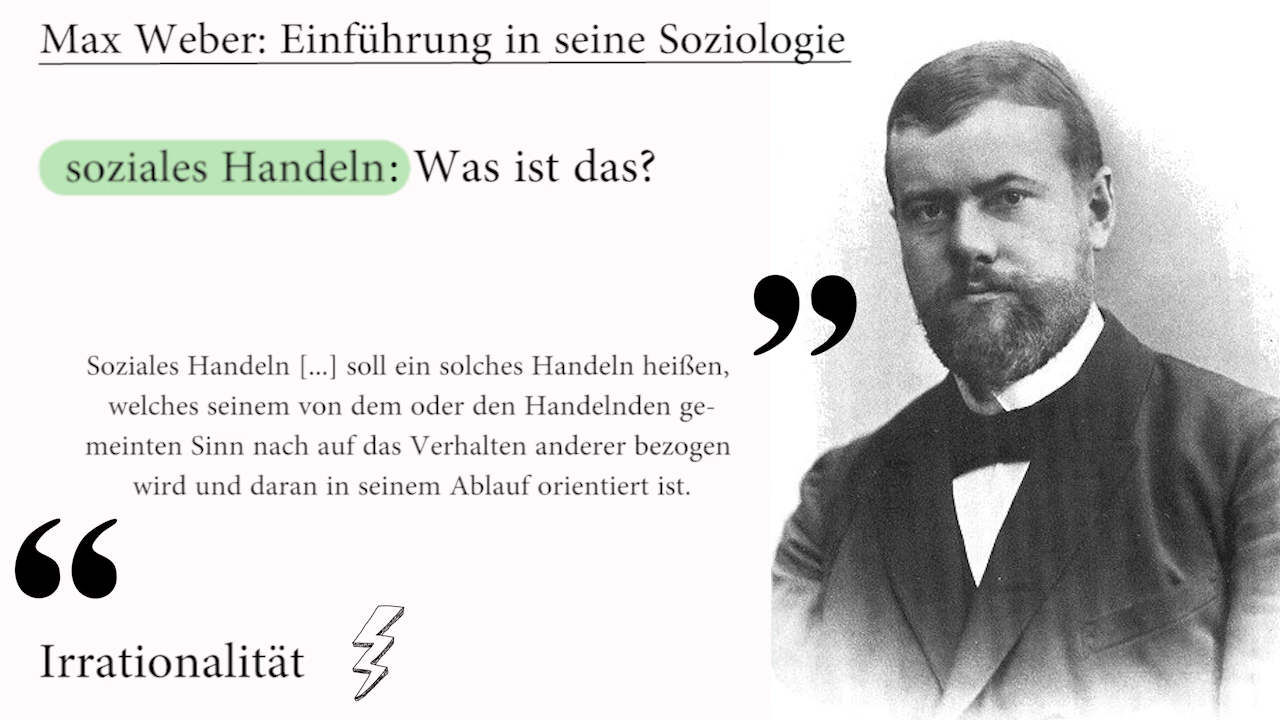 Max Weber: Einführung in seine Soziologie
soziales Handeln: Was ist das?
”
Soziales Handeln [...] soll ein solches Handeln heißen,
welches seinem von dem oder den Handelnden ge-
meinten Sinn nach auf das Verhalten anderer bezogen
wird und daran in seinem Ablauf orientiert ist.
“
Irrationalität